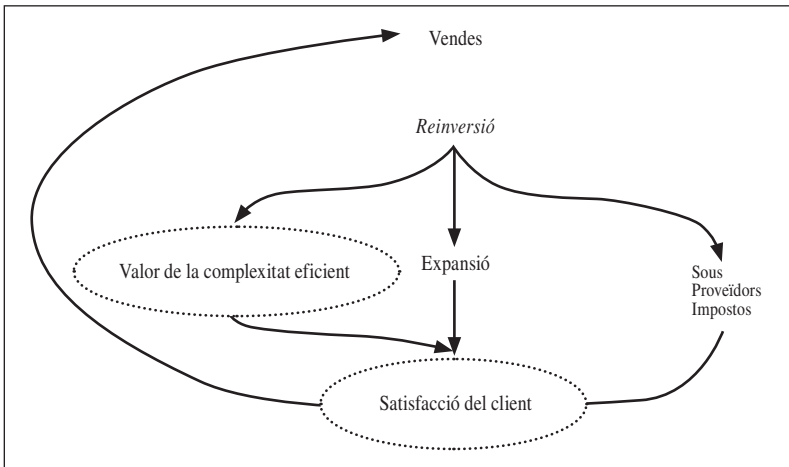 Vendes
Reinversió
Valor de la complexitat eficient
Expansió
Sous
Proveïdors
Impostos
Satisfacció del client